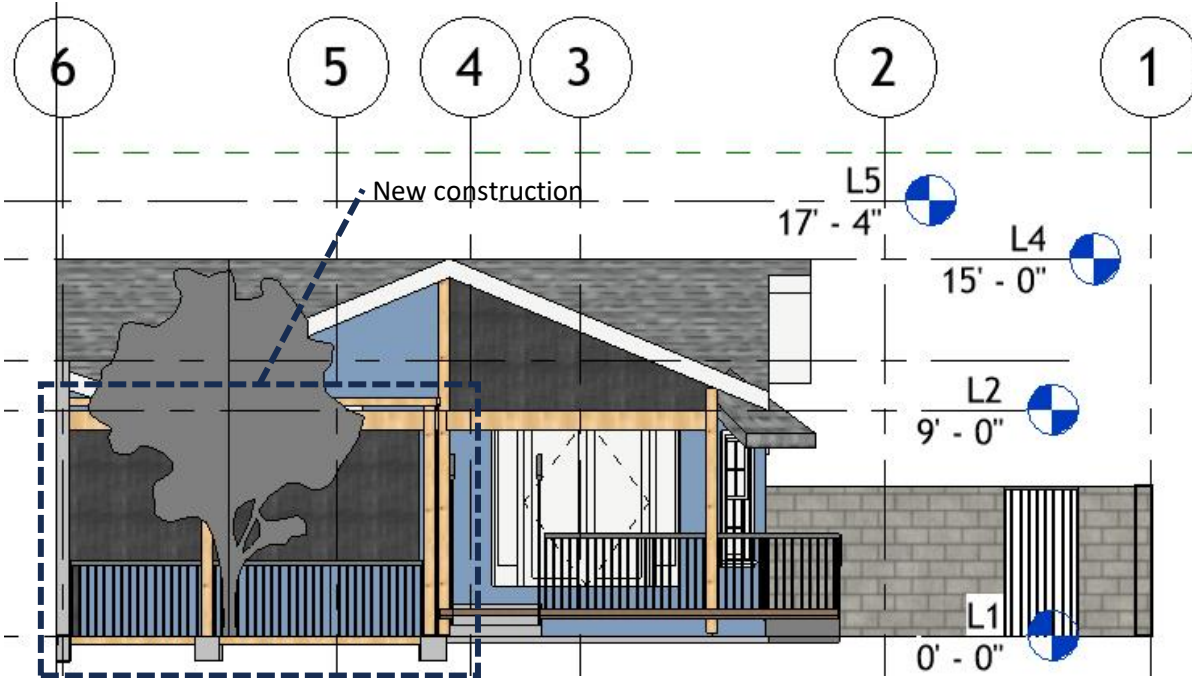 6 5 4 3 2 1
New construction
L5
17' - 4"
L4
15' - 0"
L2
9' - 0"
L1
0' - 0"